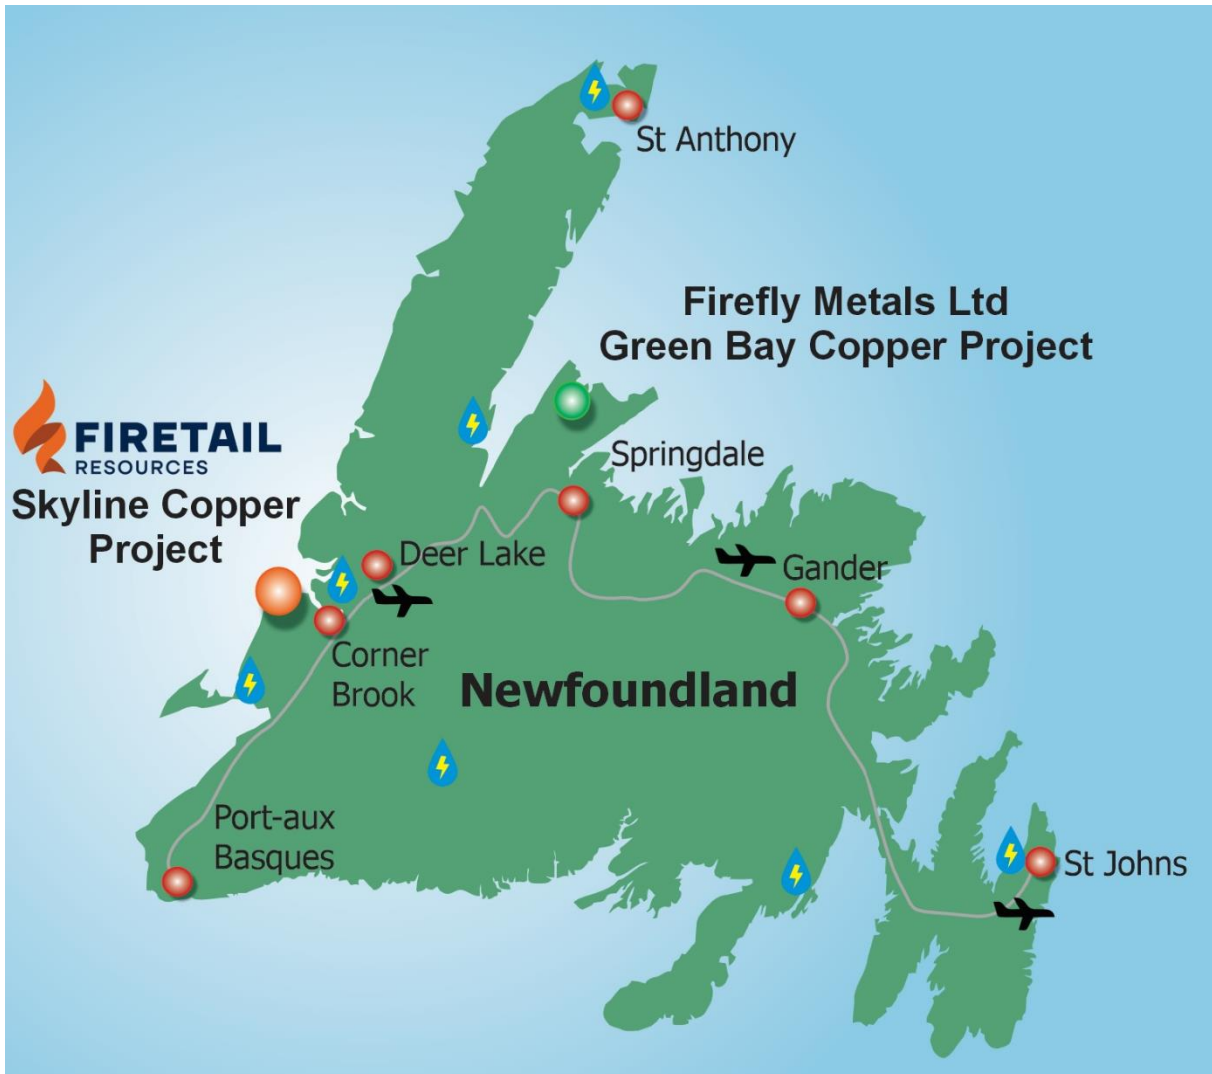 St Anthony
Firefly Metals Ltd
Green Bay Copper Project
FIRETAIL
RESOURCES
Skyline Copper
Project
Springdale
Deer Lake
Gander
Corner
Brook
Newfoundland
Port-aux
Basques
St Johns